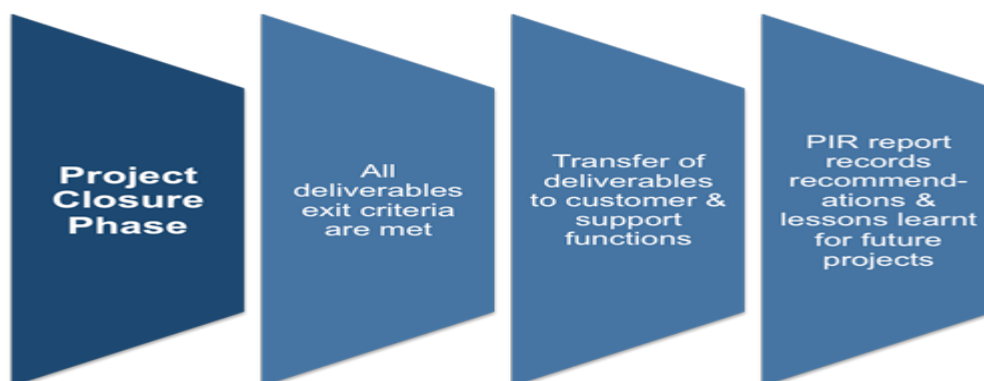 Project
Closure
Phase
All
deliverables
exit criteria
are met
Transfer of
deliverables
to customer &
support
functions
PIR report
records
recommend-
ations &
lessons learnt
for future
projects